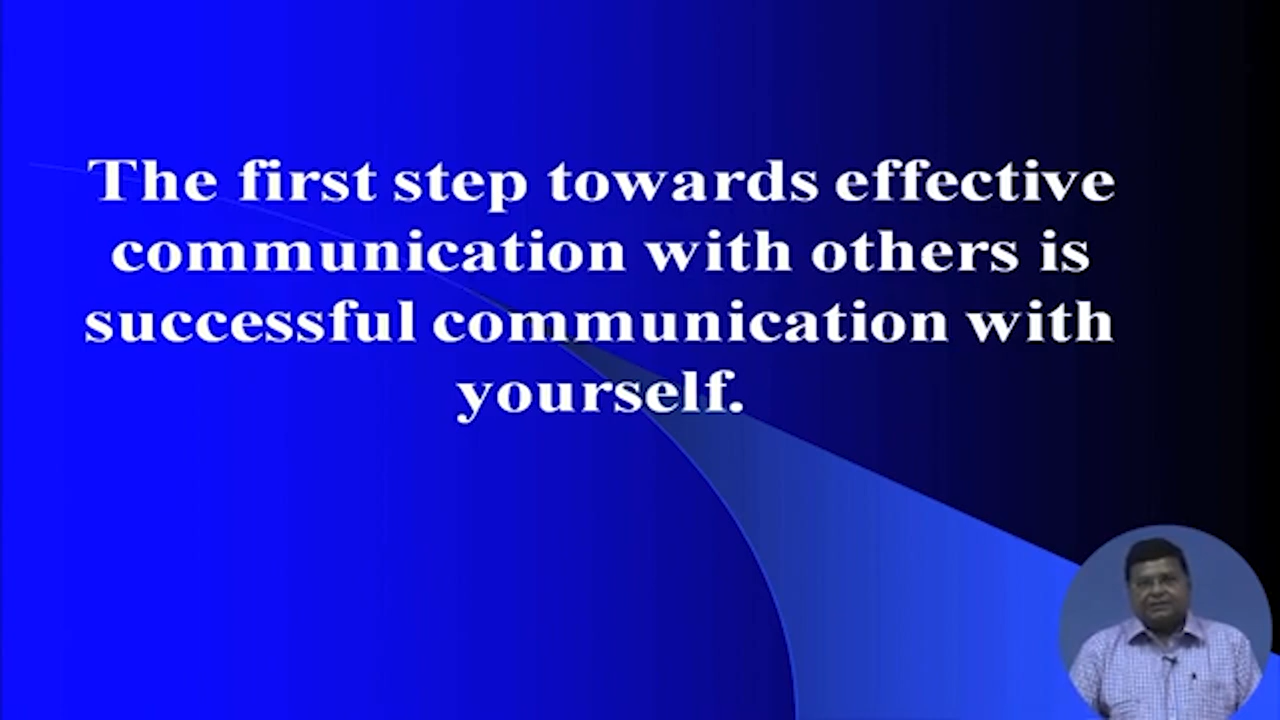 The first step towards effective
communication with others is
successful communication with
yourself.